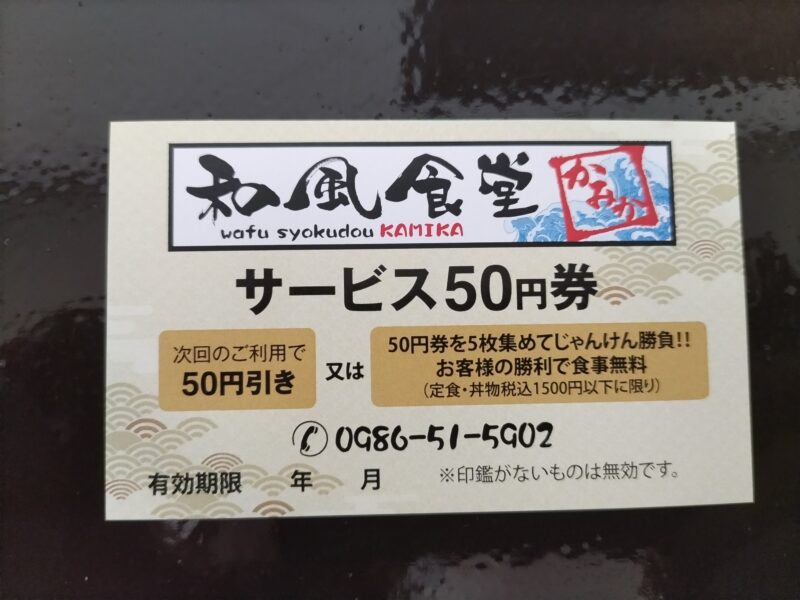 和風食堂
かみか
wafu syokudou KAMIKA
サービス50円券
次回のご利用で
50円引き
又は
50円券を5枚集めてじゃんけん勝負!!
お客様の勝利で食事無料
(定食・丼物税込1500円以下に限り)
0986-51-5902
有効期限 年 月
※印鑑がないものは無効です。